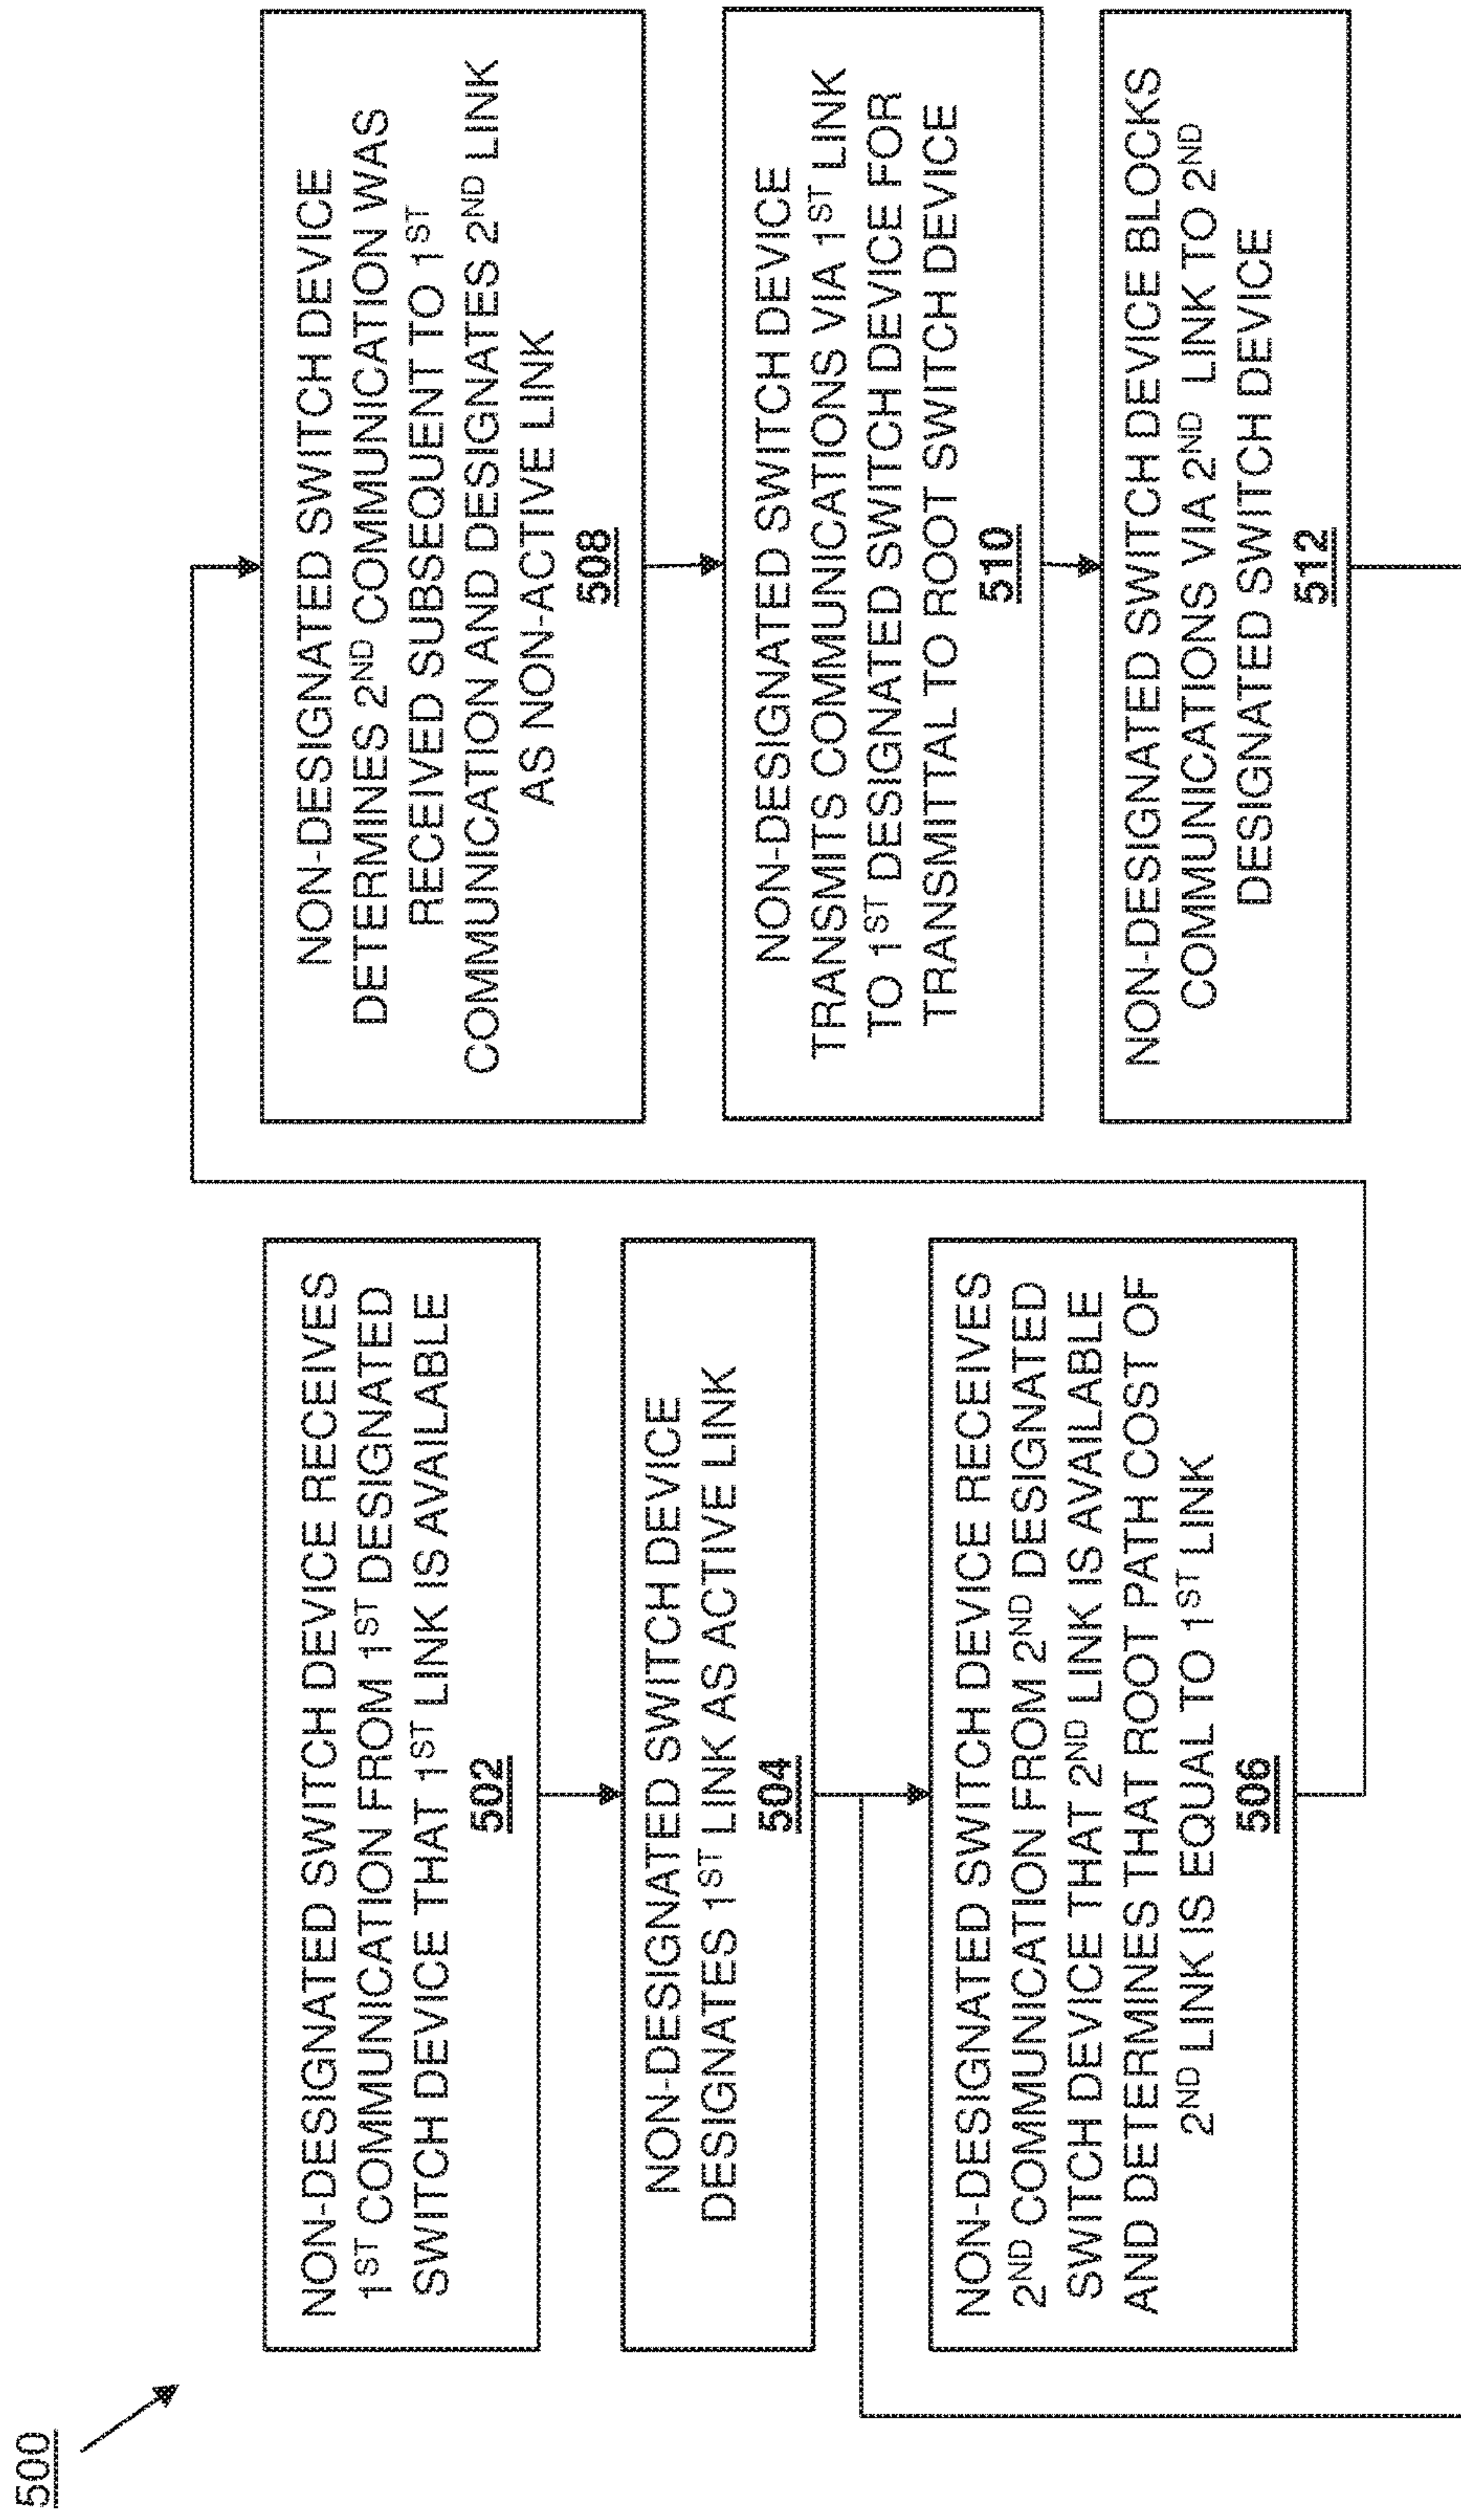 500
NON-DESIGNATED SWITCH DEVICE RECEIVES
1ST COMMUNICATION FROM 1ST DESIGNATED
SWITCH DEVICE THAT 1ST LINK IS AVAILABLE
502
NON-DESIGNATED SWITCH DEVICE
DESIGNATES 1ST LINK AS ACTIVE LINK
504
NON-DESIGNATED SWITCH DEVICE RECEIVES
2ND COMMUNICATION FROM 2ND DESIGNATED
SWITCH DEVICE THAT 2ND LINK IS AVAILABLE
AND DETERMINES THAT ROOT PATH COST OF
2ND LINK IS EQUAL TO 1ST LINK
506
NON-DESIGNATED SWITCH DEVICE
DETERMINES 2ND COMMUNICATION WAS
RECEIVED SUBSEQUENT TO 1ST
COMMUNICATION AND DESIGNATES 2ND LINK
AS NON-ACTIVE LINK
508
NON-DESIGNATED SWITCH DEVICE
TRANSMITS COMMUNICATIONS VIA 1ST LINK
TO 1ST DESIGNATED SWITCH DEVICE FOR
TRANSMITTAL TO ROOT SWITCH DEVICE
510
NON-DESIGNATED SWITCH DEVICE BLOCKS
COMMUNICATIONS VIA 2ND LINK TO 2ND
DESIGNATED SWITCH DEVICE
512